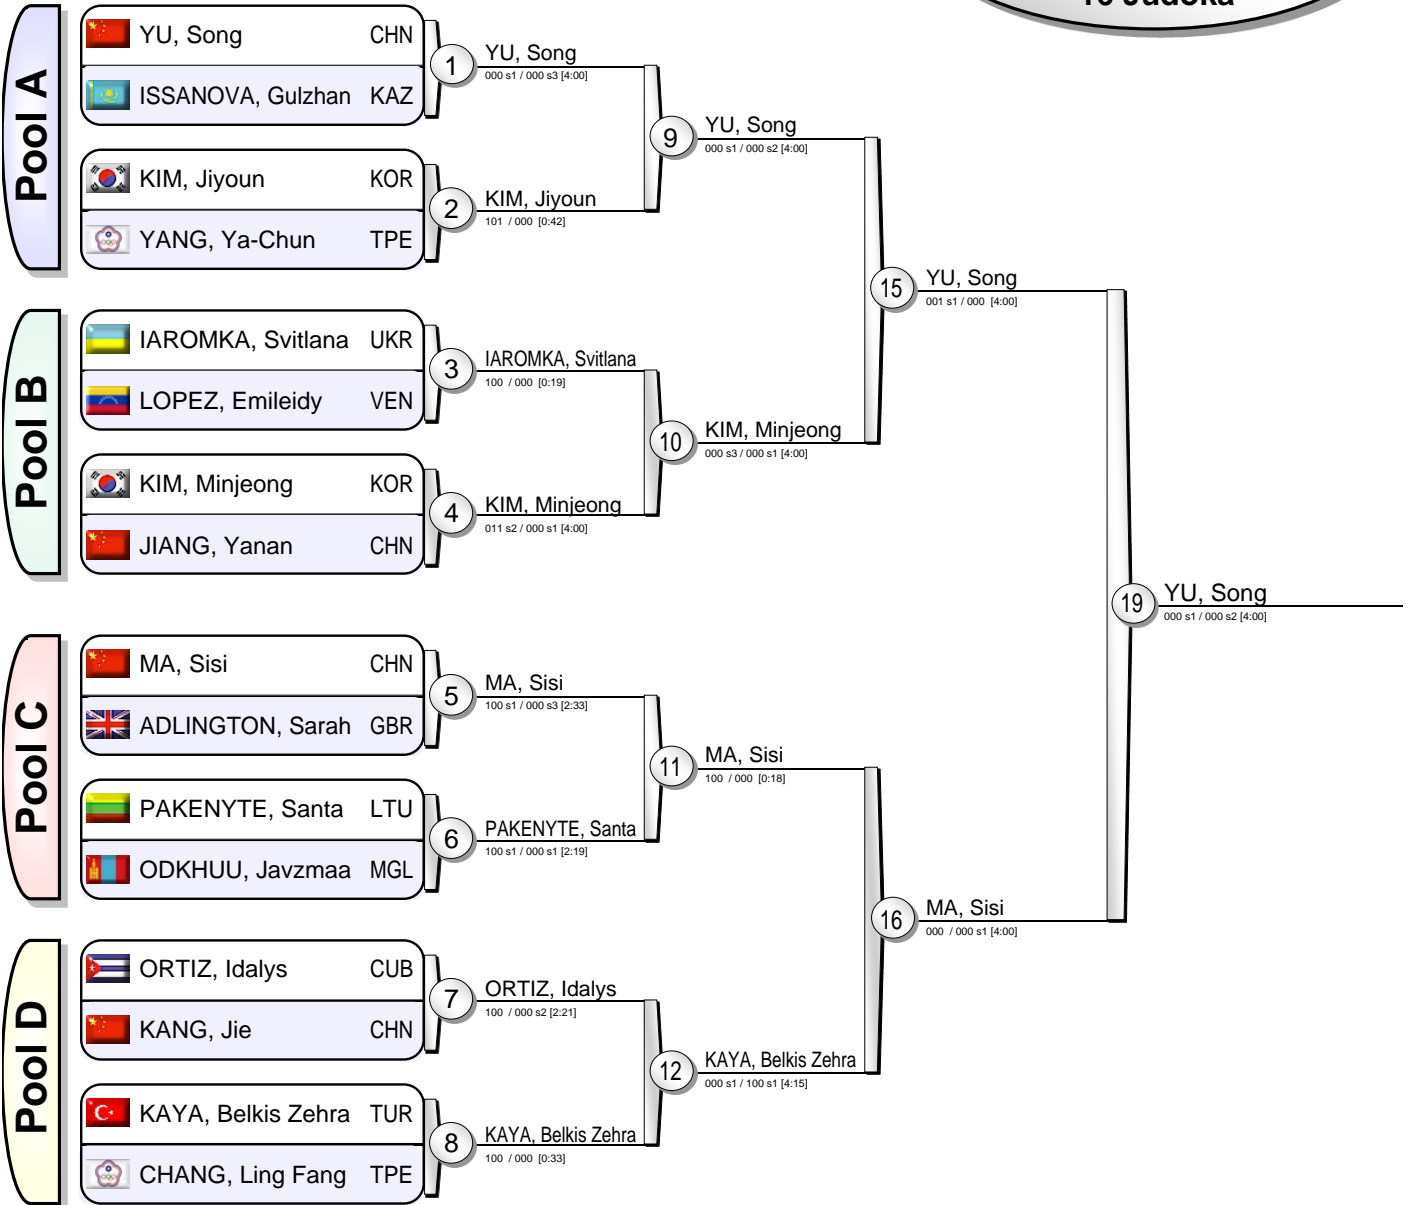 16 Judoka
Pool A
YU, Song CHN
ISSANOVA, Gulzhan KAZ
KIM, Jiyoun KOR
YANG, Ya-Chun TPE
1
YU, Song
000 s1 / 000 s3 [4:00]
2
KIM, Jiyoun
101 / 000 [0:42]
9
YU, Song
000 s1 / 000 s2 [4:00]
Pool B
IAROMKA, Svitlana UKR
LOPEZ, Emileidy VEN
KIM, Minjeong KOR
JIANG, Yanan CHN
3
IAROMKA, Svitlana
100 / 000 [0:19]
4
KIM, Minjeong
011 s2 / 000 s1 [4:00]
10
KIM, Minjeong
000 s3 / 000 s1 [4:00]
15
YU, Song
001 s1 / 000 [4:00]
Pool C
MA, Sisi CHN
ADLINGTON, Sarah GBR
PAKENYTE, Santa LTU
ODKHUU, Javzmaa MGL
5
MA, Sisi
100 s1 / 000 s3 [2:33]
6
PAKENYTE, Santa
100 s1 / 000 s1 [2:19]
11
MA, Sisi
100 / 000 [0:18]
Pool D
ORTIZ, Idalys CUB
KANG, Jie CHN
KAYA, Belkis Zehra TUR
CHANG, Ling Fang TPE
7
ORTIZ, Idalys
100 / 000 s2 [2:21]
8
KAYA, Belkis Zehra
100 / 000 [0:33]
12
KAYA, Belkis Zehra
000 s1 / 100 s1 [4:15]
16
MA, Sisi
000 / 000 s1 [4:00]
19
YU, Song
000 s1 / 000 s2 [4:00]